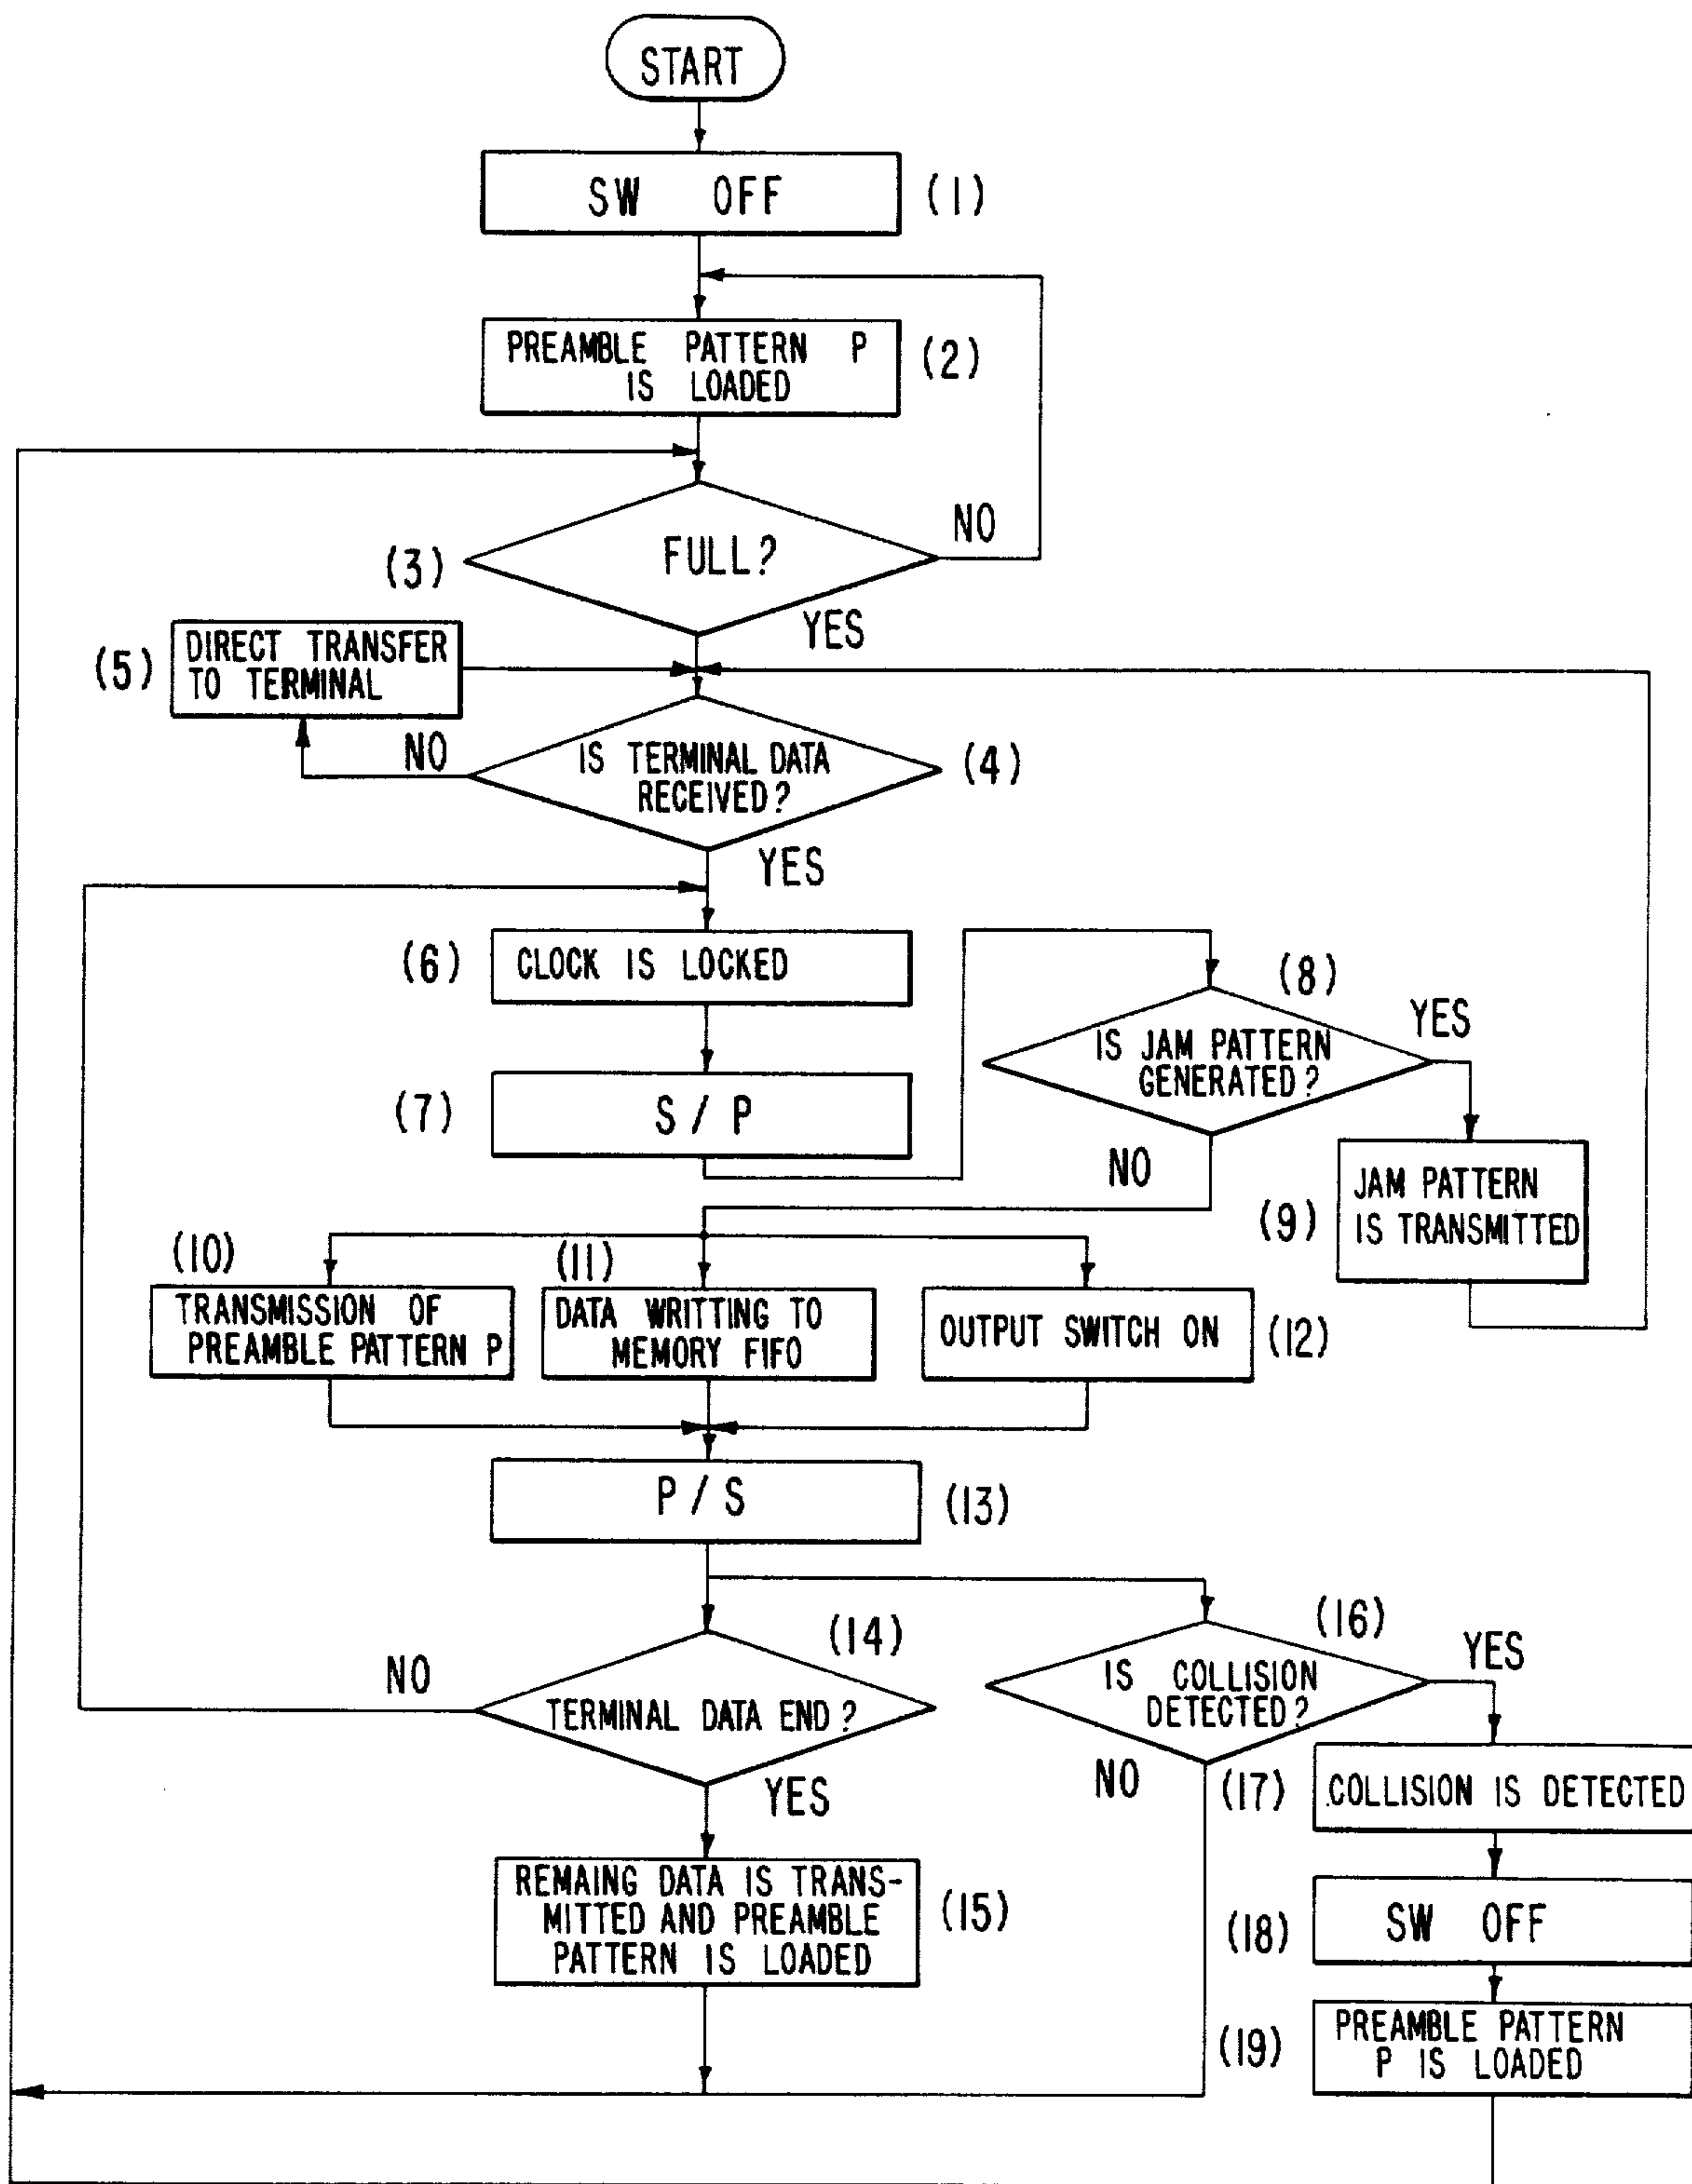 START
SW OFF (1)
PREAMBLE PATTERN P
IS LOADED
(2)
FULL?
NO
(3)
YES
(5)
DIRECT TRANSFER
TO TERMINAL
NO
IS TERMINAL DATA
RECEIVED?
(4)
YES
(6)
CLOCK IS LOCKED
(8)
IS JAM PATTERN
GENERATED?
YES
NO
(7)
S / P
(9)
JAM PATTERN
IS TRANSMITTED
(10)
TRANSMISSION OF
PREAMBLE PATTERN P
(11)
DATA WRITTING TO
MEMORY FIFO
OUTPUT SWITCH ON
(12)
P / S
(13)
(14)
NO
TERMINAL DATA END?
YES
(16)
IS COLLISION
DETECTED?
YES
NO
(17)
COLLISION IS DETECTED
REMAING DATA IS TRANS-
MITTED AND PREAMBLE
PATTERN IS LOADED
(15)
(18)
SW OFF
(19)
PREAMBLE PATTERN
P IS LOADED